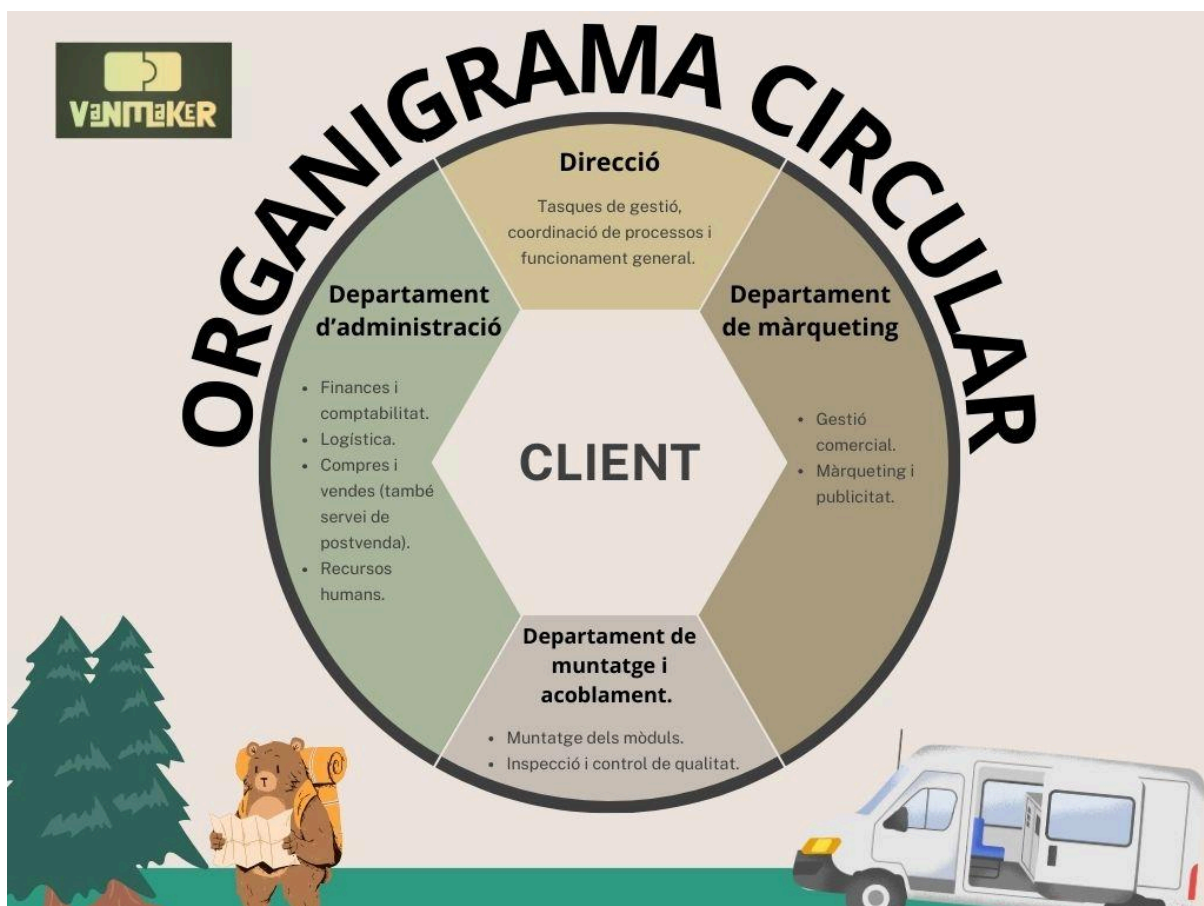 VaNMaKeR
ORGANIGRAMA CIRCULAR
Direcció
Tasques de gestió,
coordinació de processos i
funcionament general.
Departament
d’administració
Finances i
comptabilitat.
Logística.
Compres i
vendes (també
servei de
postvenda).
Recursos
humans.
Departament
de màrqueting
Gestió
comercial.
Màrqueting i
publicitat.
CLIENT
Departament de
muntatge i
acoblament.
Muntatge dels mòduls.
Inspecció i control de qualitat.